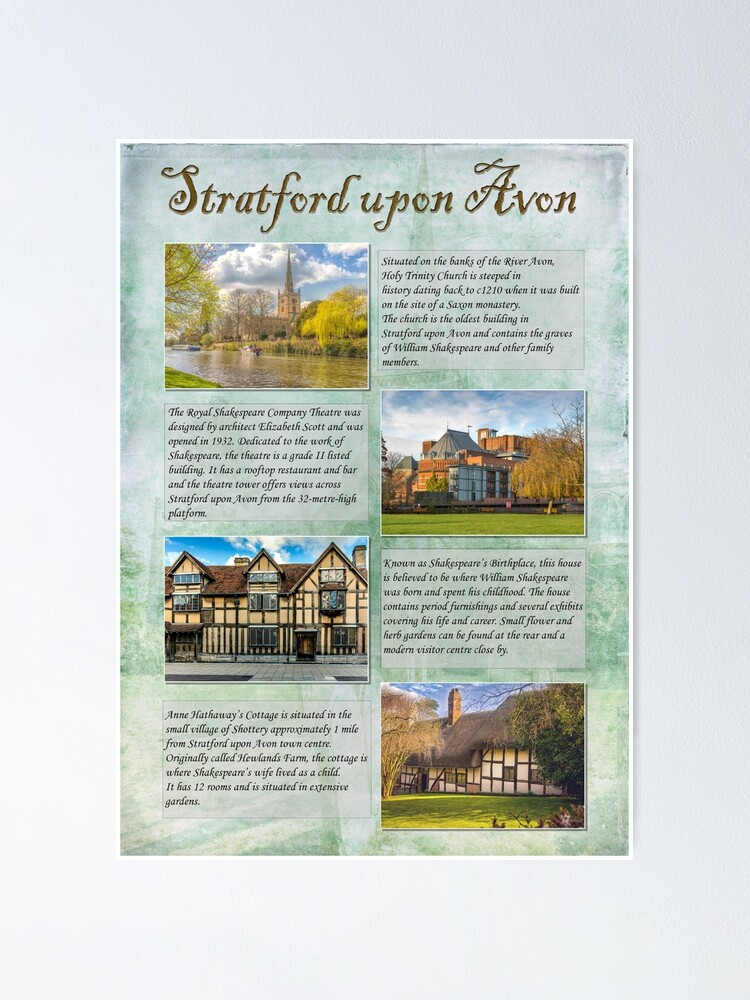 Stratford upon Avon
Situated on the banks of the River Avon,
Holy Trinity Church is steeped in
history dating back to c1210 when it was built
on the site of a Saxon monastery.
The church is the oldest building in
Stratford upon Avon and contains the graves
of William Shakespeare and other family
members.
The Royal Shakespeare Company Theatre was
designed by architect Elizabeth Scott and was
opened in 1932. Dedicated to the work of
Shakespeare, the theatre is a grade II listed
building. It has a rooftop restaurant and bar
and the theatre tower offers views across
Stratford upon Avon from the 32-metre-high
platform.
Known as Shakespeare's Birthplace, this house
is believed to be where William Shakespeare
was born and spent his childhood. The house
contains period furnishings and several exhibits
covering his life and career. Small flower and
herb gardens can be found at the rear and a
modern visitor centre close by.
Anne Hathaway's Cottage is situated in the
small village of Shottery approximately 1 mile
from Stratford upon Avon town centre.
Originally called Hewlands Farm, the cottage is
where Shakespeare's wife lived as a child.
It has 12 rooms and is situated in extensive
gardens.